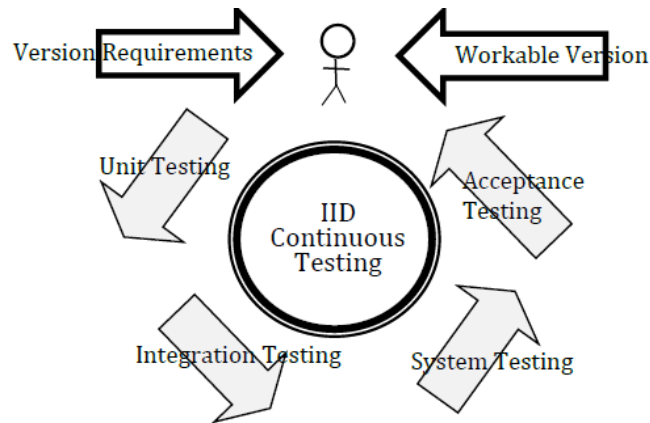 Version Requirements
Workable Version
Unit Testing
Acceptance
Testing
IID
Continuous
Testing
Integration Testing
System Testing